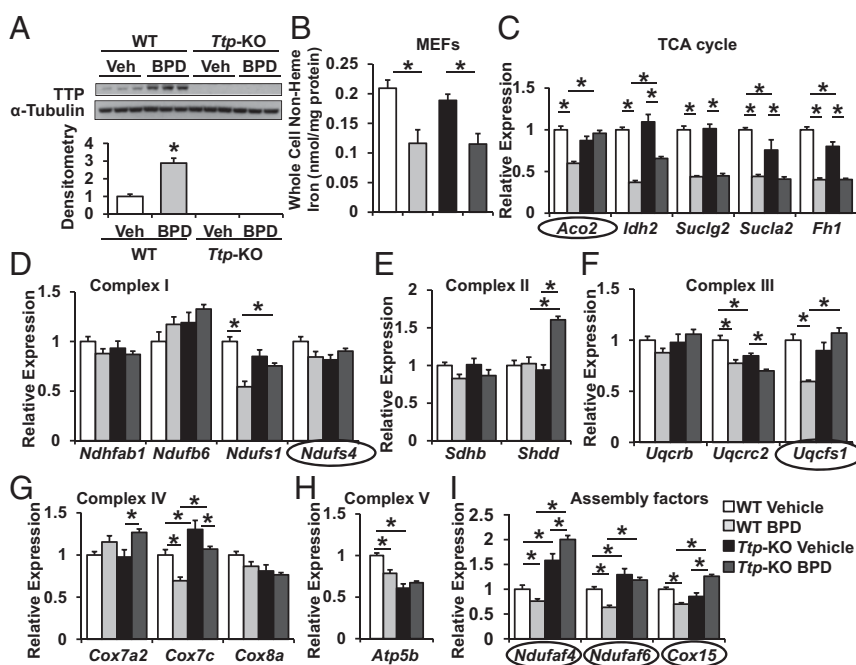 A
WT Ttp-KO
Veh BPD Veh BPD
TTP
α-Tubulin
Densitometry
4
3
2
1
0
*
Veh BPD Veh BPD
WT Ttp-KO
B
MEFs
Whole Cell Non-Heme
Iron (nmol/mg protein)
0.25
0.2
0.15
0.1
0.05
0
* *
C
TCA cycle
Relative Expression
2
1.5
1
0.5
0
* * * * * * * * * * *
Aco2 Idh2 Suclg2 Sucla2 Fh1
D
Complex I
Relative Expression
1.5
1
0.5
0
* *
Ndhfab1 Ndufb6 Ndufs1 Ndufs4
E
Complex II
Relative Expression
2
1.5
1
0.5
0
* *
Sdhb Shdd
F
Complex III
Relative Expression
2
1.5
1
0.5
0
* * * * *
Uqcrb Uqcrc2 Uqcfs1
G
Complex IV
Relative Expression
1.5
1
0.5
0
* * * * *
Cox7a2 Cox7c Cox8a
H
Complex V
Relative Expression
1.5
1
0.5
0
* *
Atp5b
I
Assembly factors
Relative Expression
2.5
2
1.5
1
0.5
0
* * * * * * * *
Ndufaf4 Ndufaf6 Cox15
WT Vehicle
WT BPD
Ttp-KO Vehicle
Ttp-KO BPD